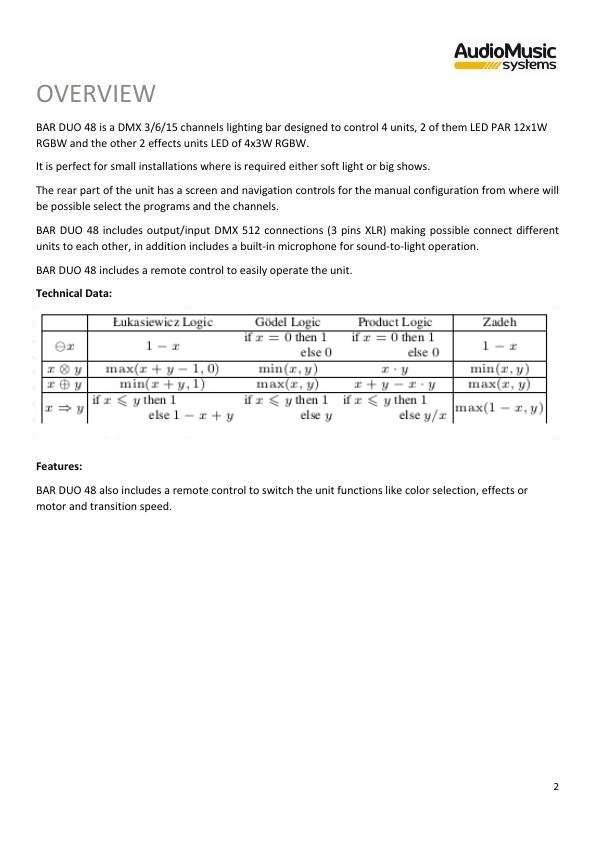 AudioMusic
systems
OVERVIEW
BAR DUO 48 is a DMX 3/6/15 channels lighting bar designed to control 4 units, 2 of them LED PAR 12x1W
RGBW and the other 2 effects units LED of 4x3W RGBW.
It is perfect for small installations where is required either soft light or big shows.
The rear part of the unit has a screen and navigation controls for the manual configuration from where will
be possible select the programs and the channels.
BAR DUO 48 includes output/input DMX 512 connections (3 pins XLR) making possible connect different
units to each other, in addition includes a built-in microphone for sound-to-light operation.
BAR DUO 48 includes a remote control to easily operate the unit.
Technical Data:
Łukasiewicz Logic Gödel Logic Product Logic Zadeh
⊖x 1 − x if x = 0 then 1 if x = 0 then 1 1 − x
else 0 else 0
x ⊗ y max(x + y − 1, 0) min(x, y) x · y min(x, y)
x ⊕ y min(x + y, 1) max(x, y) x + y − x · y max(x, y)
x ⇒ y if x ⩽ y then 1 if x ⩽ y then 1 if x ⩽ y then 1 max(1 − x, y)
else 1 − x + y else y else y/x
Features:
BAR DUO 48 also includes a remote control to switch the unit functions like color selection, effects or
motor and transition speed.
2